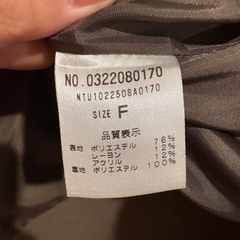 NO.0322080170
NTU1022508A0170
SIZE F
品質表示
表地 ポリエステル 76%
レーヨン 12%
アクリル 12%
裏地 ポリエステル 100%